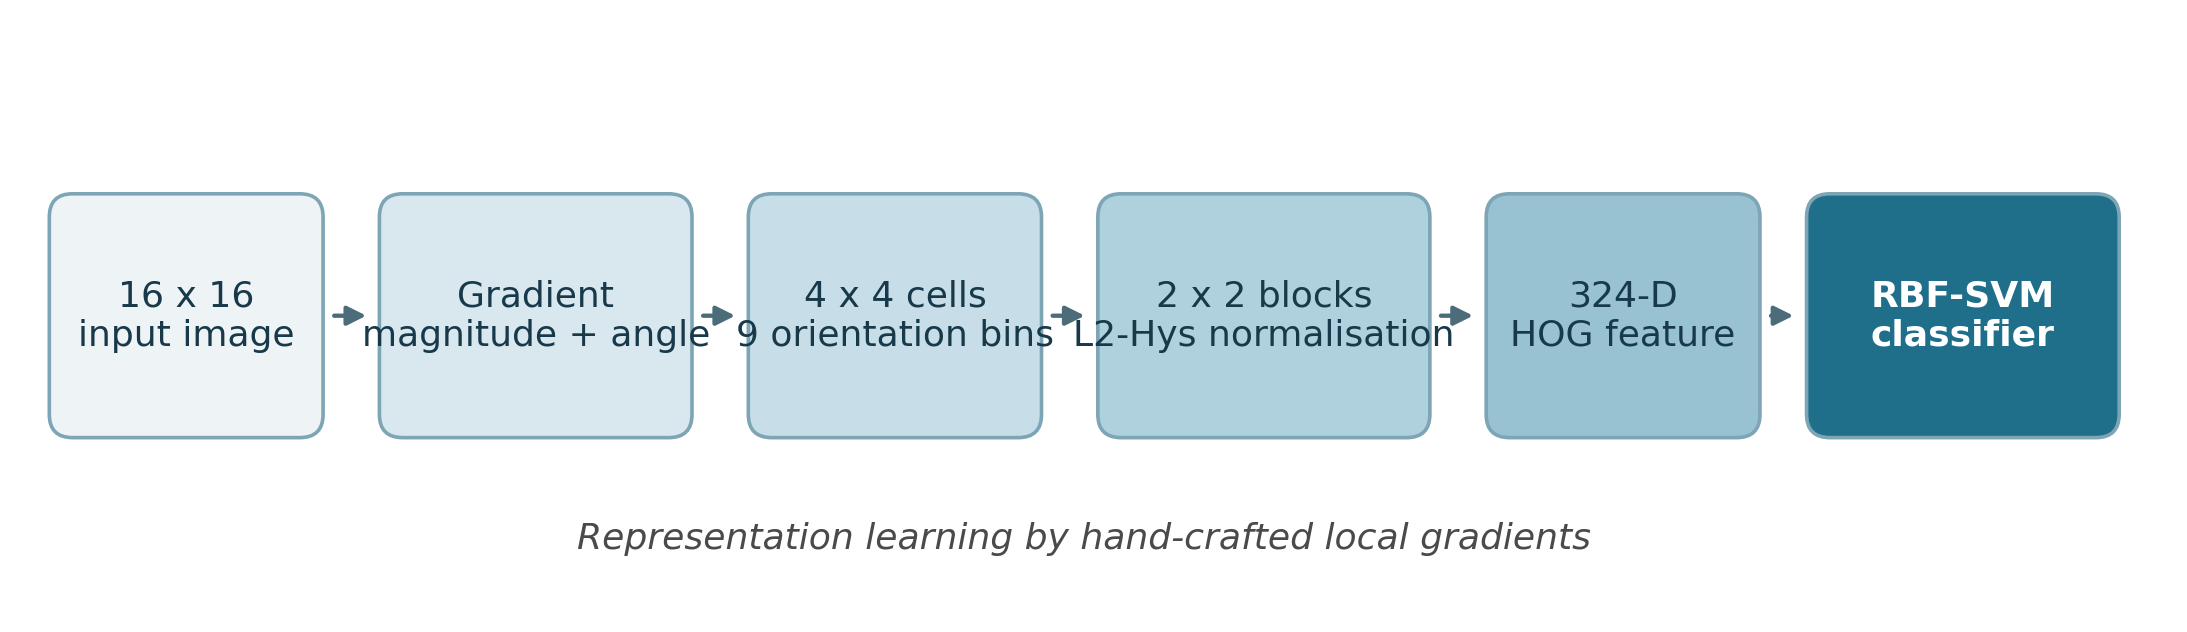 16 x 16
input image
Gradient
magnitude + angle
4 x 4 cells
9 orientation bins
2 x 2 blocks
L2-Hys normalisation
324-D
HOG feature
RBF-SVM
classifier
Representation learning by hand-crafted local gradients